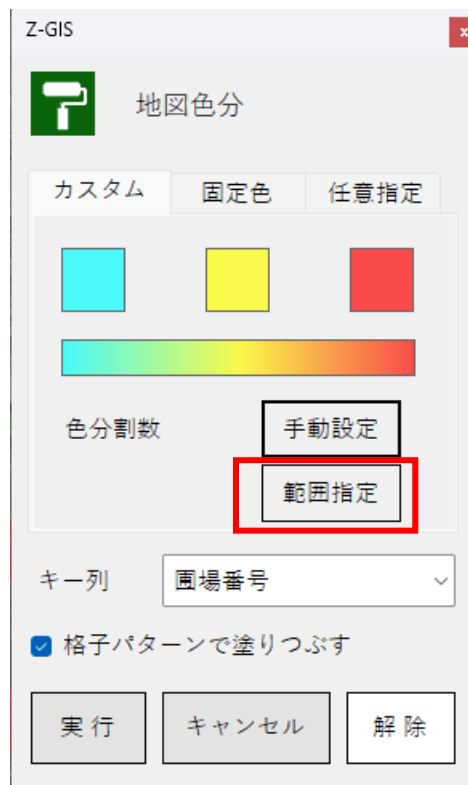 Z-GIS
x
地図色分
カスタム 固定色 任意指定
色分割数 手動設定
範囲指定
キー列 圃場番号
格子パターンで塗りつぶす
実行 キャンセル 解除